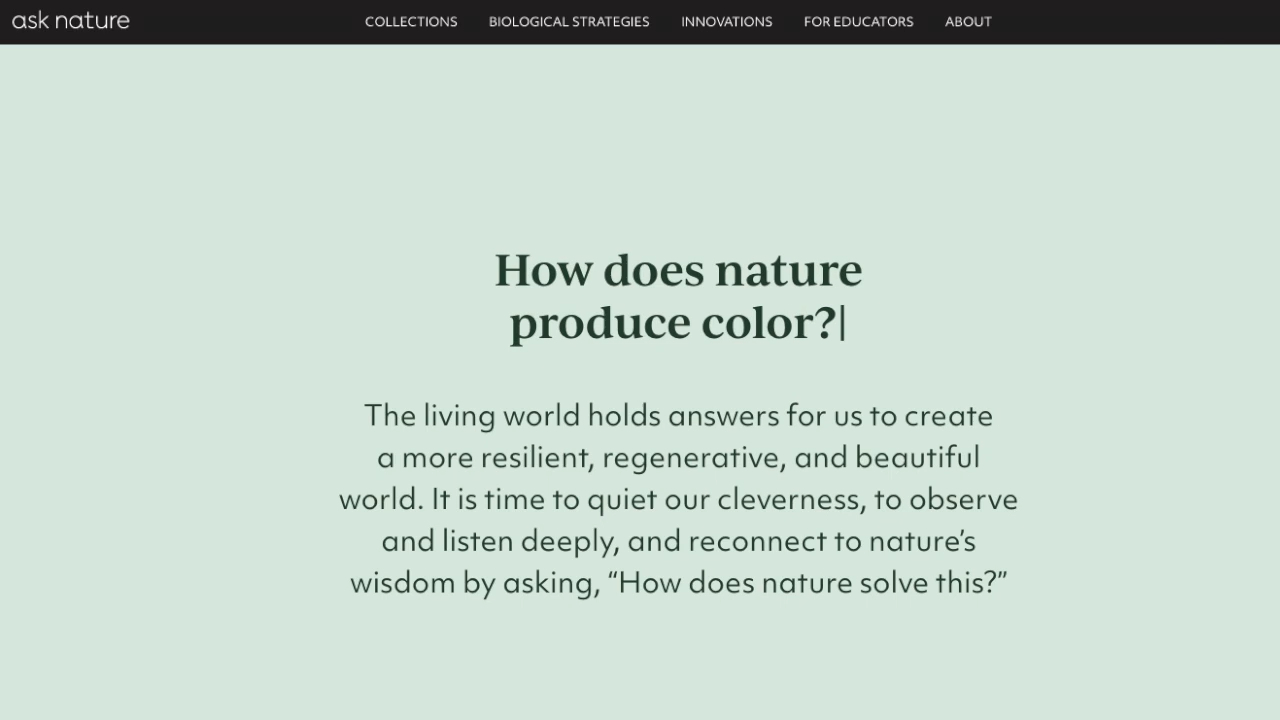 ask nature
COLLECTIONS BIOLOGICAL STRATEGIES INNOVATIONS FOR EDUCATORS ABOUT
How does nature
produce color?
The living world holds answers for us to create
a more resilient, regenerative, and beautiful
world. It is time to quiet our cleverness, to observe
and listen deeply, and reconnect to nature’s
wisdom by asking, “How does nature solve this?”